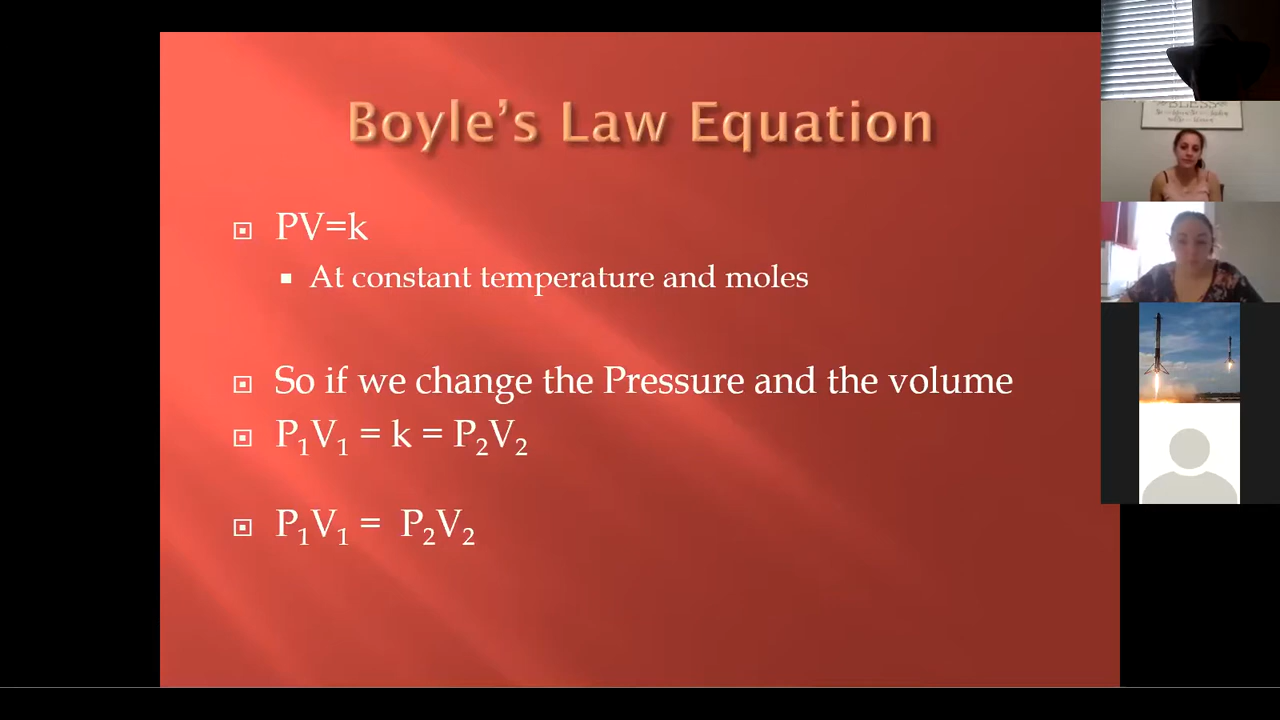 Boyle's Law Equation
PV=k
At constant temperature and moles
So if we change the Pressure and the volume
P₁V₁ = k = P₂V₂
P₁V₁ = P₂V₂
BLESS